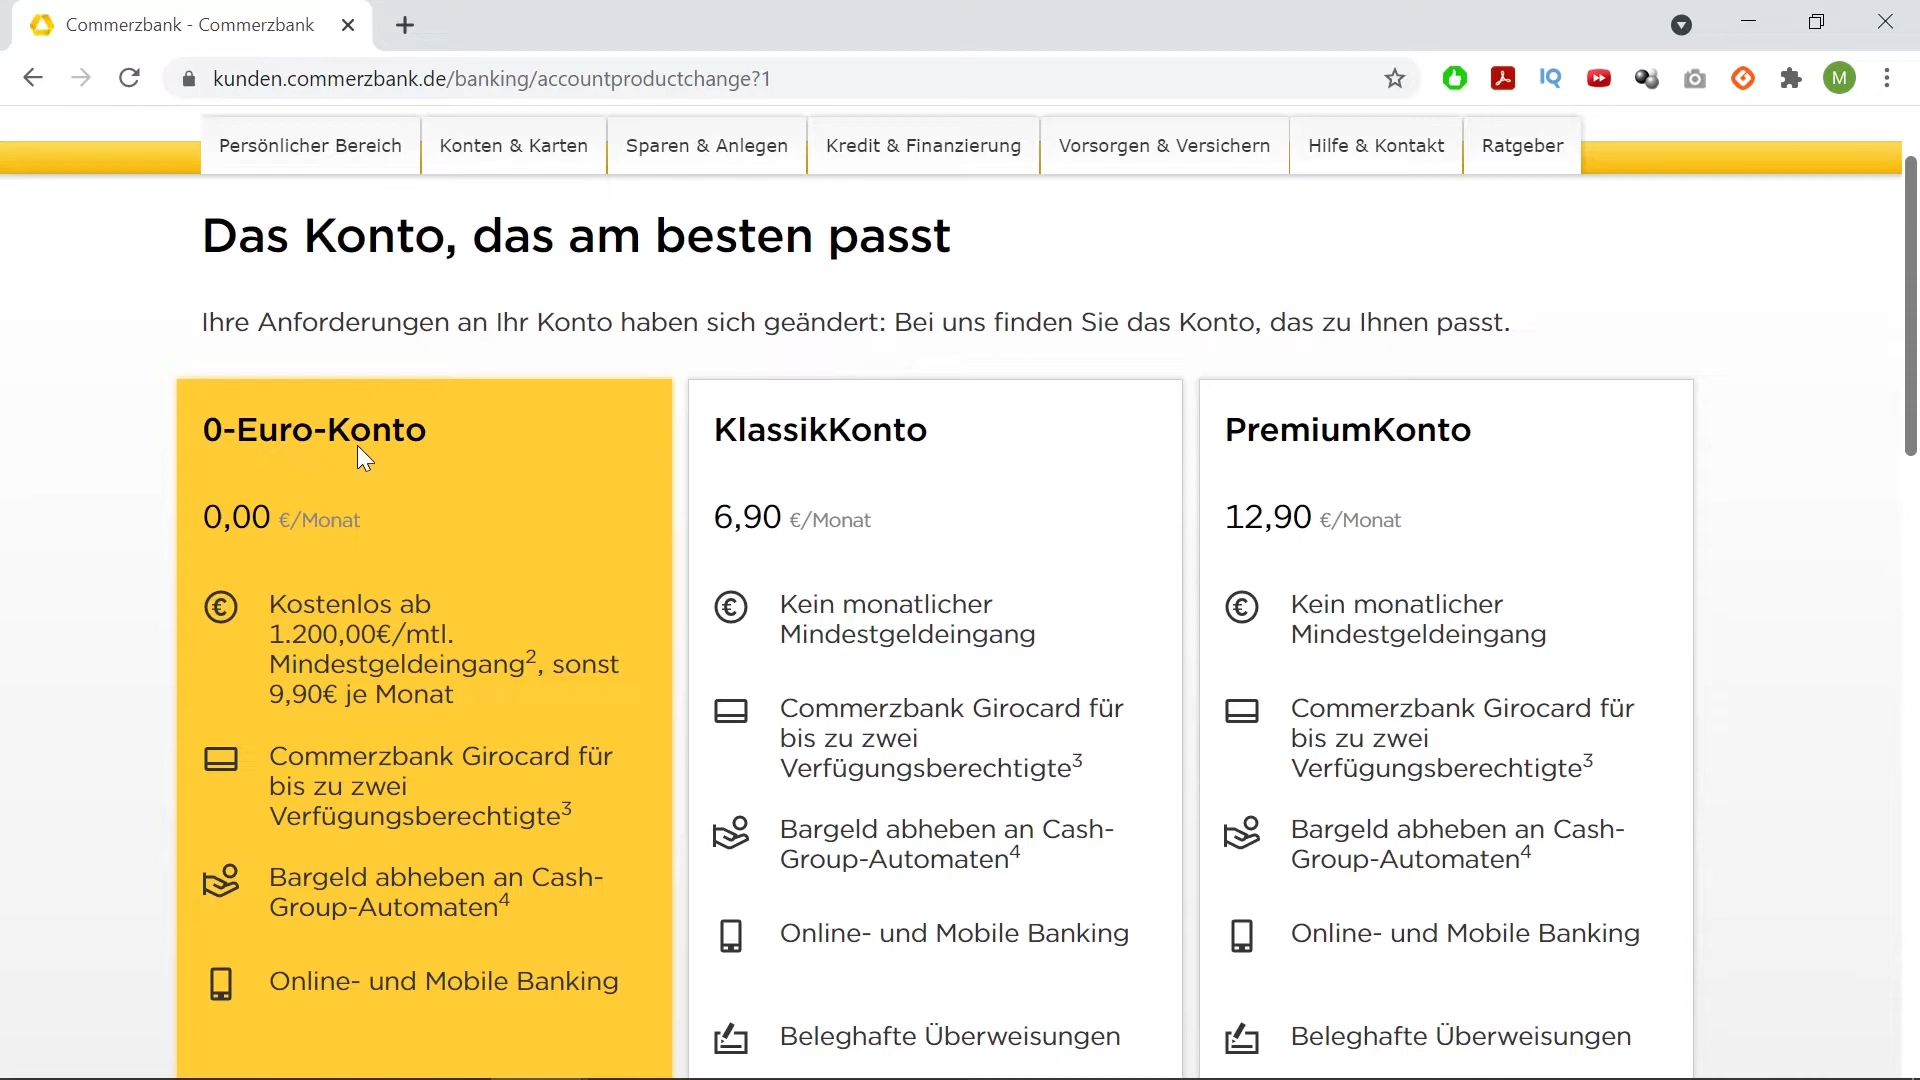 Commerzbank - Commerzbank
kunden.commerzbank.de/banking/accountproductchange?1
IQ
M
Persönlicher Bereich
Konten & Karten
Sparen & Anlegen
Kredit & Finanzierung
Vorsorgen & Versichern
Hilfe & Kontakt
Ratgeber
Das Konto, das am besten passt
Ihre Anforderungen an Ihr Konto haben sich geändert: Bei uns finden Sie das Konto, das zu Ihnen passt.
0-Euro-Konto
0,00 €/Monat
Kostenlos ab
1.200,00€/mtl.
Mindestgeldeingang², sonst
9,90€ je Monat
Commerzbank Girocard für
bis zu zwei
Verfügungsberechtigte³
Bargeld abheben an Cash-
Group-Automaten⁴
Online- und Mobile Banking
KlassikKonto
6,90 €/Monat
Kein monatlicher
Mindestgeldeingang
Commerzbank Girocard für
bis zu zwei
Verfügungsberechtigte³
Bargeld abheben an Cash-
Group-Automaten⁴
Online- und Mobile Banking
Beleghafte Überweisungen
PremiumKonto
12,90 €/Monat
Kein monatlicher
Mindestgeldeingang
Commerzbank Girocard für
bis zu zwei
Verfügungsberechtigte³
Bargeld abheben an Cash-
Group-Automaten⁴
Online- und Mobile Banking
Beleghafte Überweisungen